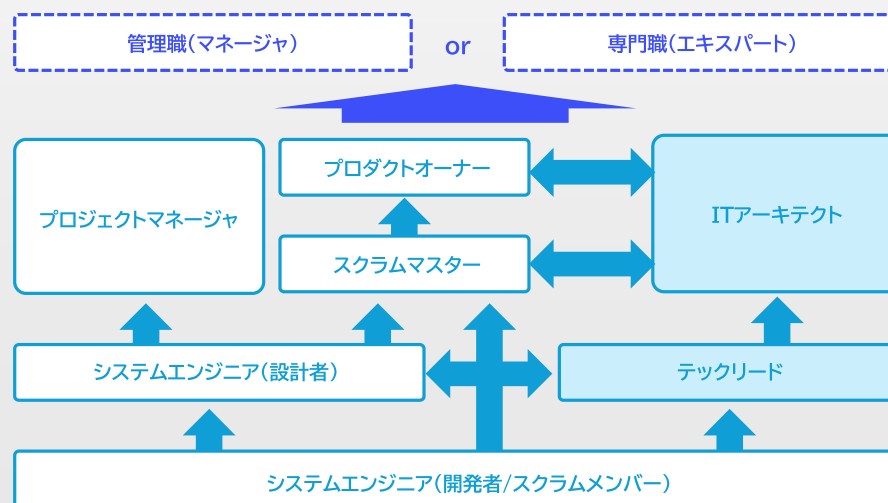 管理職（マネージャ）
or
専門職（エキスパート）
プロジェクトマネージャ
プロダクトオーナー
スクラムマスター
ITアーキテクト
システムエンジニア（設計者）
テックリード
システムエンジニア（開発者/スクラムメンバー）